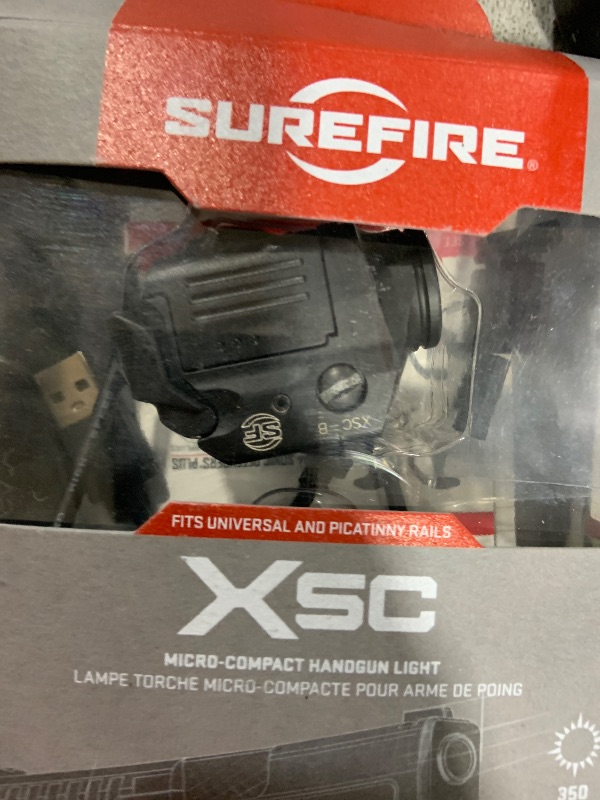 SUREFIRE®
SF
XSC-B
FITS UNIVERSAL AND PICATINNY RAILS
XSC
MICRO-COMPACT HANDGUN LIGHT
LAMPE TORCHE MICRO-COMPACTE POUR ARME DE POING
350